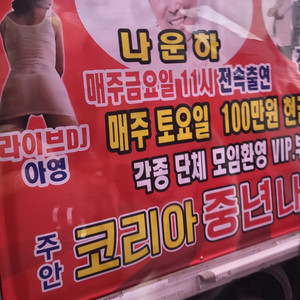 나운하
매주금요일 11시 전속출연
라이브DJ
아영
매주 토요일 100만원 현
각종 단체 모임환영 VIP.
주안
코리아 중년나